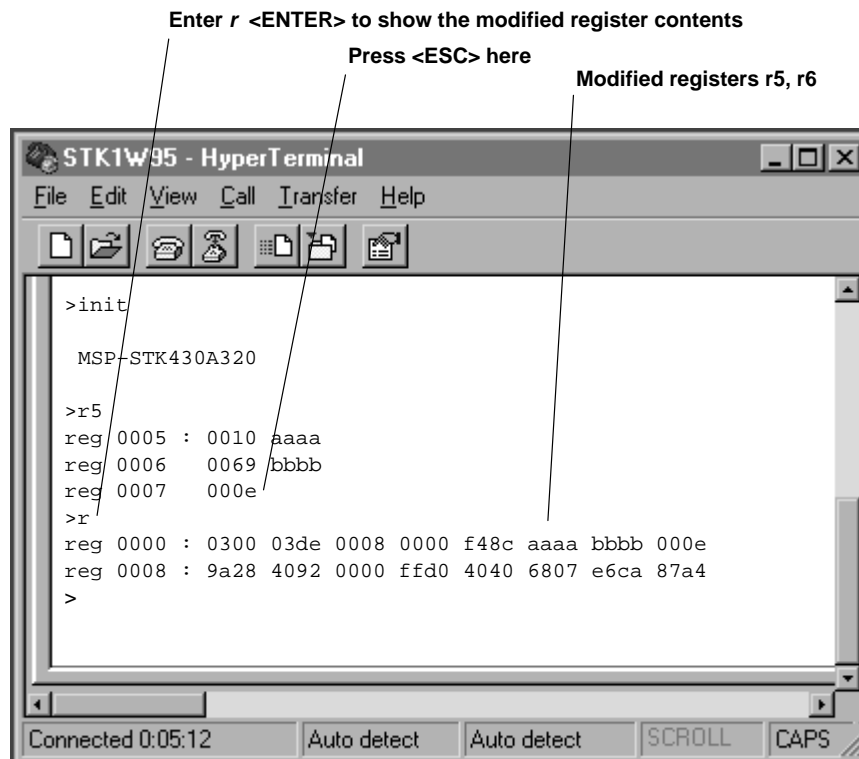 Enter r <ENTER> to show the modified register contents
Press <ESC> here
Modified registers r5, r6
STK1W95 - HyperTerminal
File Edit View Call Transfer Help
>init
MSP-STK430A320
>r5
reg 0005 : 0010 aaaa
reg 0006 0069 bbbb
reg 0007 000e
>r
reg 0000 : 0300 03de 0008 0000 f48c aaaa bbbb 000e
reg 0008 : 9a28 4092 0000 ffd0 4040 6807 e6ca 87a4
>
Connected 0:05:12 Auto detect Auto detect SCROLL CAPS